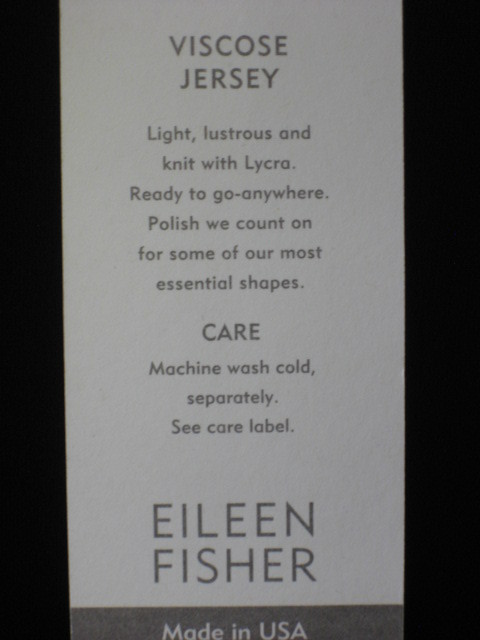 VISCOSE
JERSEY
Light, lustrous and
knit with Lycra.
Ready to go-anywhere.
Polish we count on
for some of our most
essential shapes.
CARE
Machine wash cold,
separately.
See care label.
EILEEN
FISHER
Made in USA